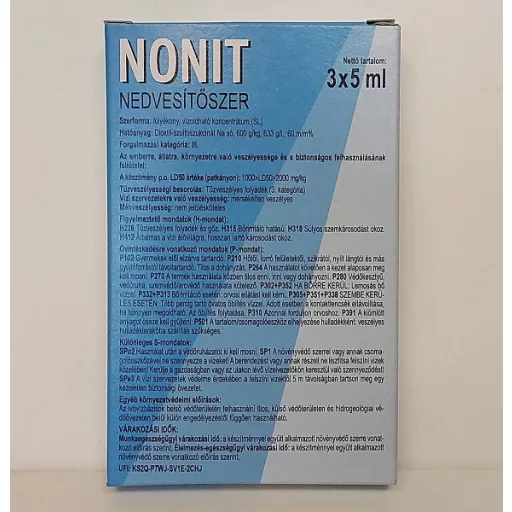 NONIT
Nettó tartalom:
3x5 ml
NEDVESÍTŐSZER
Szerforma: folyékony, vízoldható koncentrátum (SL)
Hatóanyag: Dioktil-szulfoszukcinát Na só, 600 g/kg, 633 g/l, 60 m/m%
Forgalmazási kategória: III.
Az emberre, állatra, környezetre való veszélyessége és a biztonságos felhasználásának
feltételei:
A készítmény p.o. LD50 értéke (patkányon): 1000>LD50>2000 mg/kg
Tűzveszélyességi besorolás: Tűzveszélyes folyadék (3. kategória)
Vízi szervezetekre való veszélyesség: mérsékelten veszélyes
Méhveszélyesség: nem jelölésköteles
Figyelmeztető mondatok (H-mondat):
H226 Tűzveszélyes folyadék és gőz. H315 Bőrirritáló hatású. H318 Súlyos szemkárosodást okoz.
H412 Ártalmas a vízi élővilágra, hosszan tartó károsodást okoz.
Óvintézkedésekre vonatkozó mondatok (P-mondat):
P102 Gyermekek elől elzárva tartandó. P210 Hőtől, forró felületektől, szikrától, nyílt lángtól és más
gyújtóforrástól távoltartandó. Tilos a dohányzás. P264 A használatot követően a kezet alaposan meg
kell mosni. P270 A termék használata közben tilos enni, inni vagy dohányozni. P280 Védőkesztyű,
védőruha, szemvédő/arcvédő használata kötelező. P302+P352 HA BŐRRE KERÜL: Lemosás bő
vízzel. P332+P313 Bőrirritáció esetén: orvosi ellátást kell kérni. P305+P351+P338 SZEMBE KERÜ-
LÉS ESETÉN: Több percig tartó óvatos öblítés vízzel. Adott esetben a kontaktlencsék eltávolítása,
ha könnyen megoldható. Az öblítés folytatása. P310 Azonnal forduljon orvoshoz. P391 A kiömlött
anyagot össze kell gyűjteni. P501 A tartalom/csomagolóeszköz elhelyezése hulladékként: veszélyes
hulladéklerakóba szállítás szükséges.
Különleges S-mondatok:
SPo2 Használat után a védőruházatot ki kell mosni. SP1 A növényvédő szerrel vagy annak csoma-
golóeszközével ne szennyezze a vizeket! A berendezést vagy annak részeit ne tisztítsa felszíni vizek
közelében! Kerülje a gazdaságban vagy az utakon lévő vízelvezetőkön keresztül való szennyeződést!
SPe3 A vízi szervezetek védelme érdekében a felszíni vizektől 5 m távolságban tartson meg egy
kezeletlen biztonsági övezetet.
Egyéb környezetvédelmi előírások:
Az ivóvízbázisok belső védőterületén felhasználni tilos, külső védőterületen és hidrogeológiai vé-
dőövezeten belül külön engedélyezéstől függően használható.
VÁRAKOZÁSI IDŐK:
Munkaegészségügyi várakozási idő: a készítménnyel együtt alkalmazott növényvédő szerre vonat-
kozó előírás szerint. Élelmezés-egészségügyi várakozási idő: a készítménnyel együtt alkalmazott
növényvédő szerre vonatkozó előírás szerint.
UFI: KS2Q-P7WJ-SV1E-2CHJ